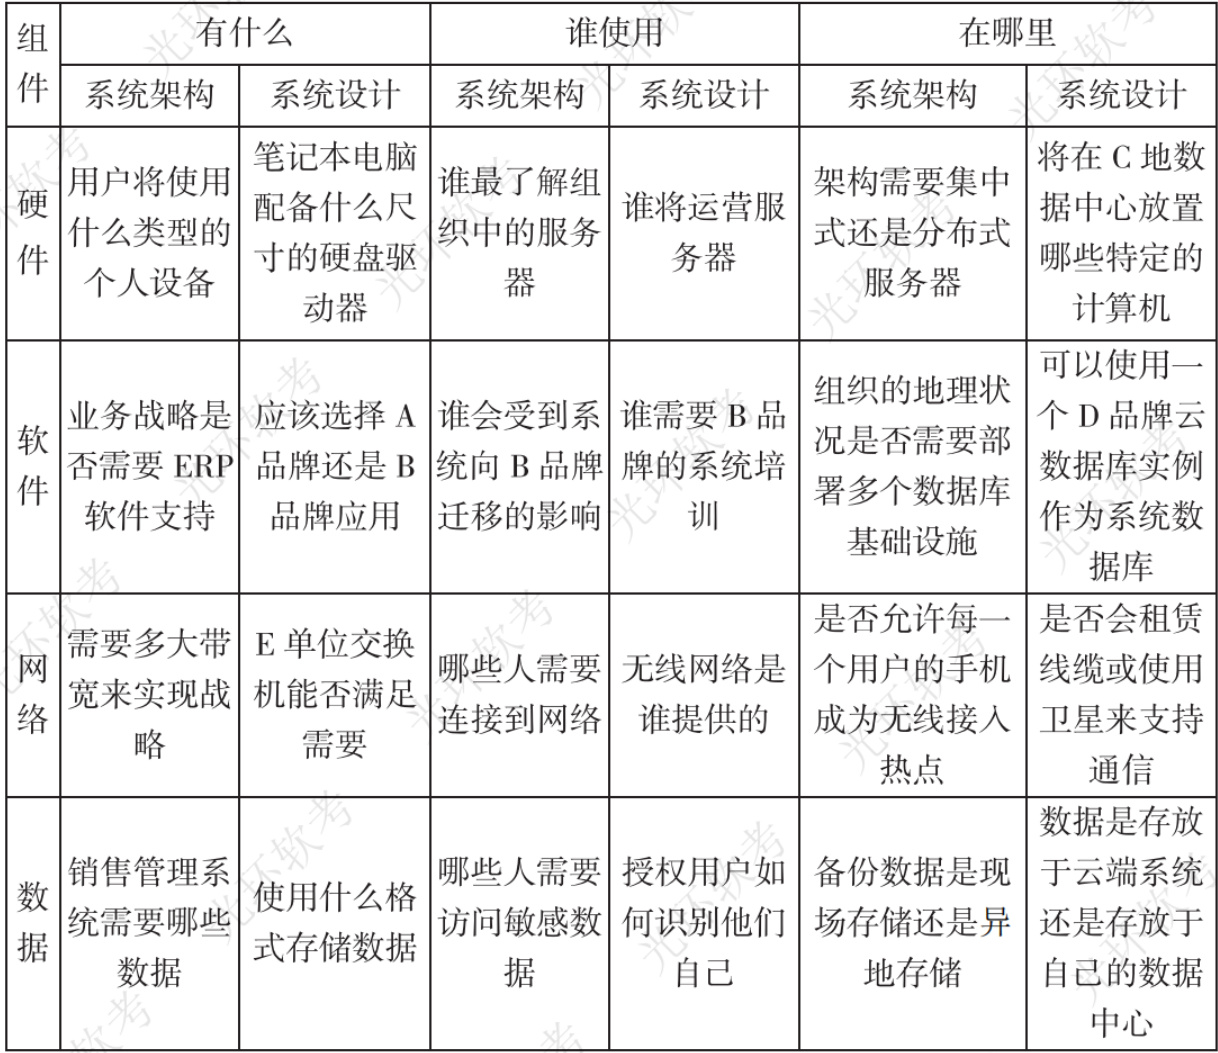 组
件
有什么
谁使用
在哪里
系统架构
系统设计
系统架构
系统设计
系统架构
系统设计
硬
件
用户将使用
什么类型的
个人设备
笔记本电脑
配备什么尺
寸的硬盘驱
动器
谁最了解组
织中的服务
器
谁将运营服
务器
架构需要集中
式还是分布式
服务器
将在 C 地数
据中心放置
哪些特定的
计算机
软
件
业务战略是
否需要 ERP
软件支持
应该选择 A
品牌还是 B
品牌应用
谁会受到系
统向 B 品牌
迁移的影响
谁需要 B 品
牌的系统培
训
组织的地理状
况是否需要部
署多个数据库
基础设施
可以使用一
个 D 品牌云
数据库实例
作为系统数
据库
网
络
需要多大带
宽来实现战
略
E 单位交换
机能否满足
需要
哪些人需要
连接到网络
无线网络是
谁提供的
是否允许每一
个用户的手机
成为无线接入
热点
是否会租赁
线缆或使用
卫星来支持
通信
数
据
销售管理系
统需要哪些
数据
使用什么格
式存储数据
哪些人需要
访问敏感数
据
授权用户如
何识别他们
自己
备份数据是现
场存储还是异
地存储
数据是存放
于云端系统
还是存放于
自己的数据
中心
光环软考